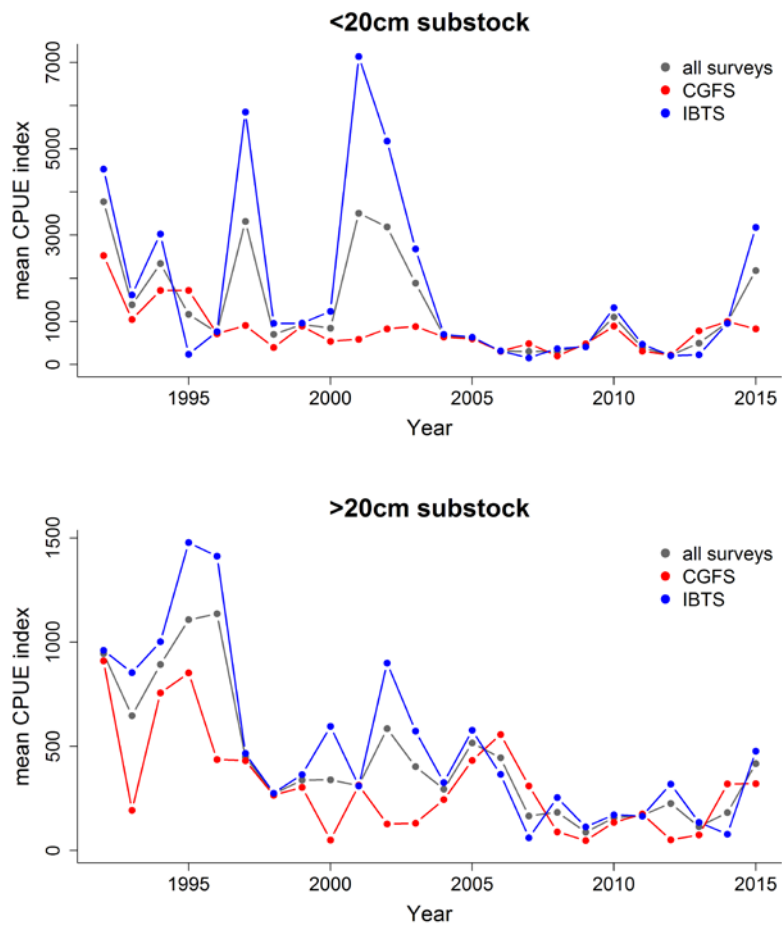 <20cm substock
7000
5000
3000
1000
0
mean CPUE index
all surveys
CGFS
IBTS
1995
2000
2005
2010
2015
Year
>20cm substock
1500
1000
500
0
mean CPUE index
all surveys
CGFS
IBTS
1995
2000
2005
2010
2015
Year